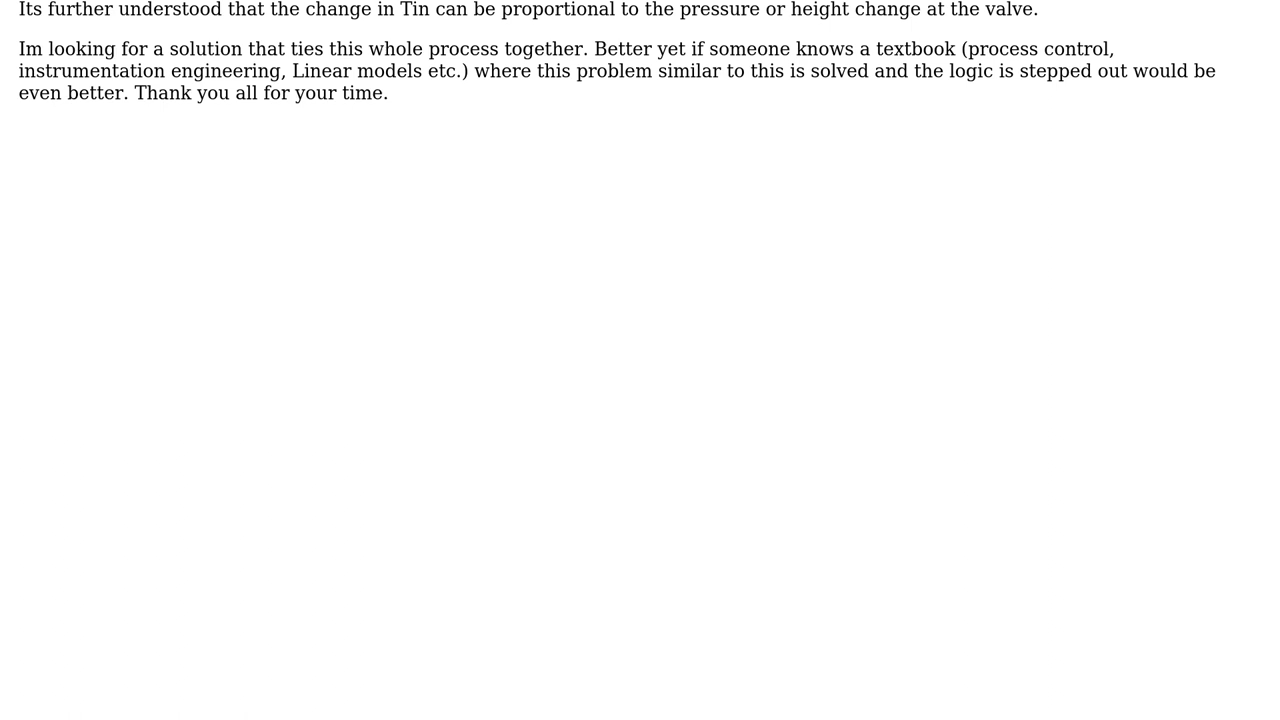 Its further understood that the change in Tin can be proportional to the pressure or height change at the valve.
Im looking for a solution that ties this whole process together. Better yet if someone knows a textbook (process control,
instrumentation engineering, Linear models etc.) where this problem similar to this is solved and the logic is stepped out would be
even better. Thank you all for your time.